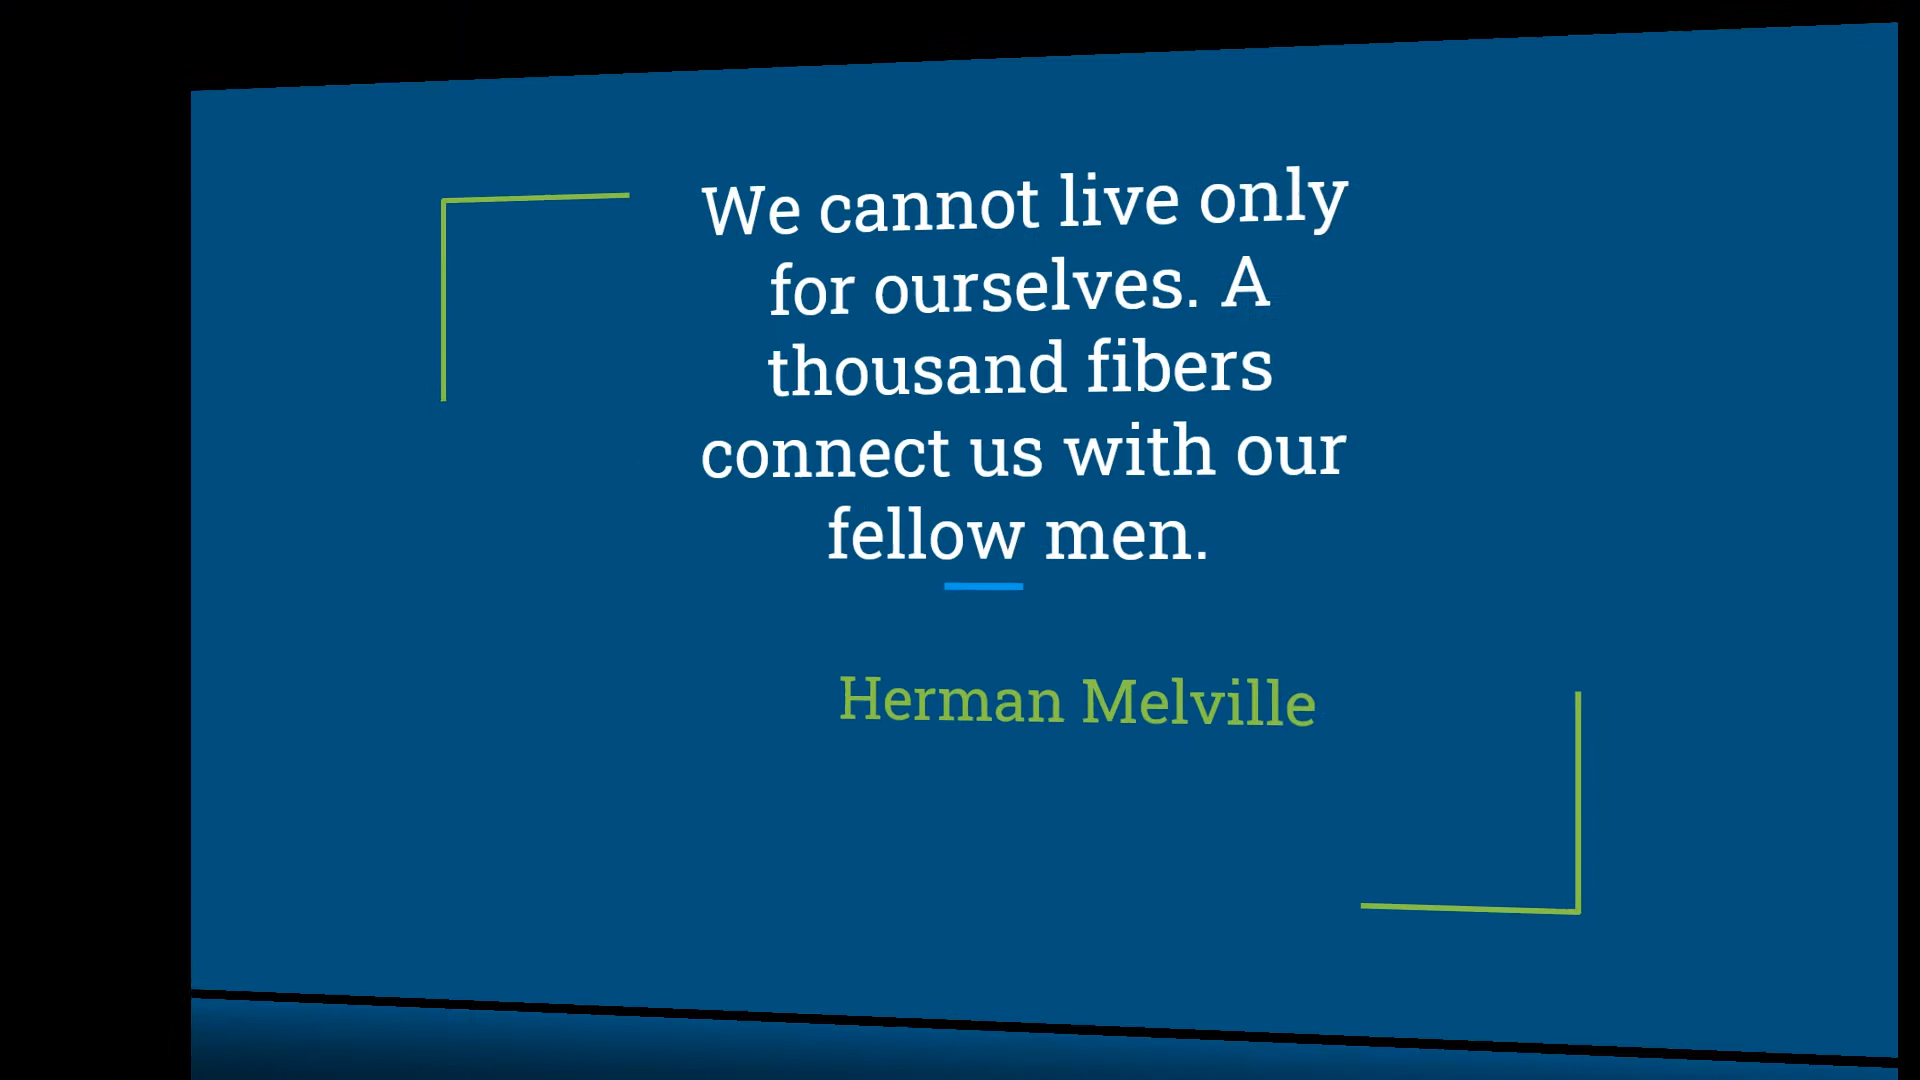 We cannot live only
for ourselves. A
thousand fibers
connect us with our
fellow men.
Herman Melville